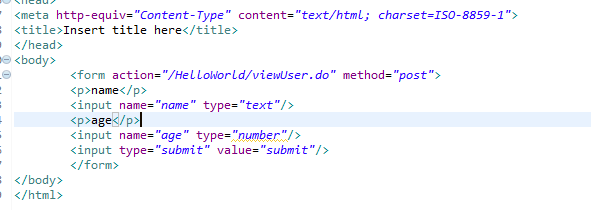 <head>
<meta http-equiv="Content-Type" content="text/html; charset=ISO-8859-1">
<title>Insert title here</title>
</head>
<body>
<form action="/HelloWorld/viewUser.do" method="post">
<p>name</p>
<input name="name" type="text"/>
<p>age</p>
<input name="age" type="number"/>
<input type="submit" value="submit"/>
</form>
</body>
</html>